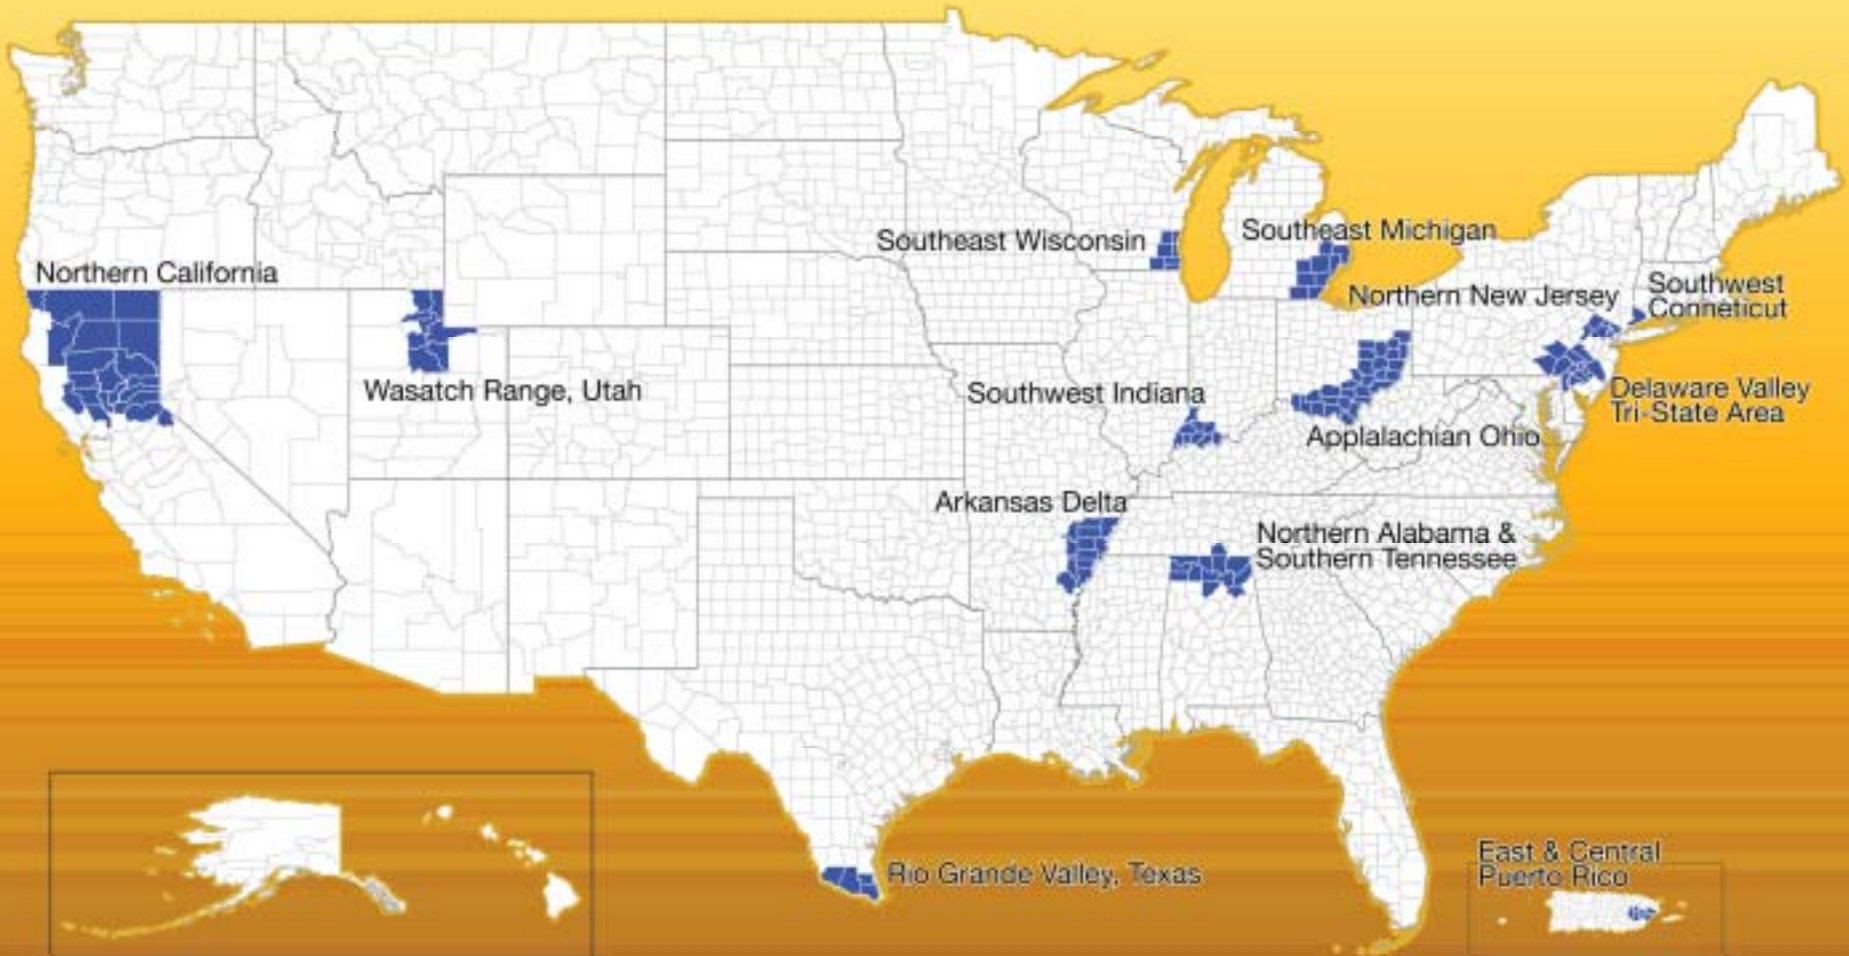 Southeast Wisconsin
Southeast Michigan
Northern California
Northern New Jersey
Southwest
Conneticut
Wasatch Range, Utah
Southwest Indiana
Delaware Valley
Tri-State Area
Applalachian Ohio
Arkansas Delta
Northern Alabama &
Southern Tennessee
Rio Grande Valley, Texas
East & Central
Puerto Rico